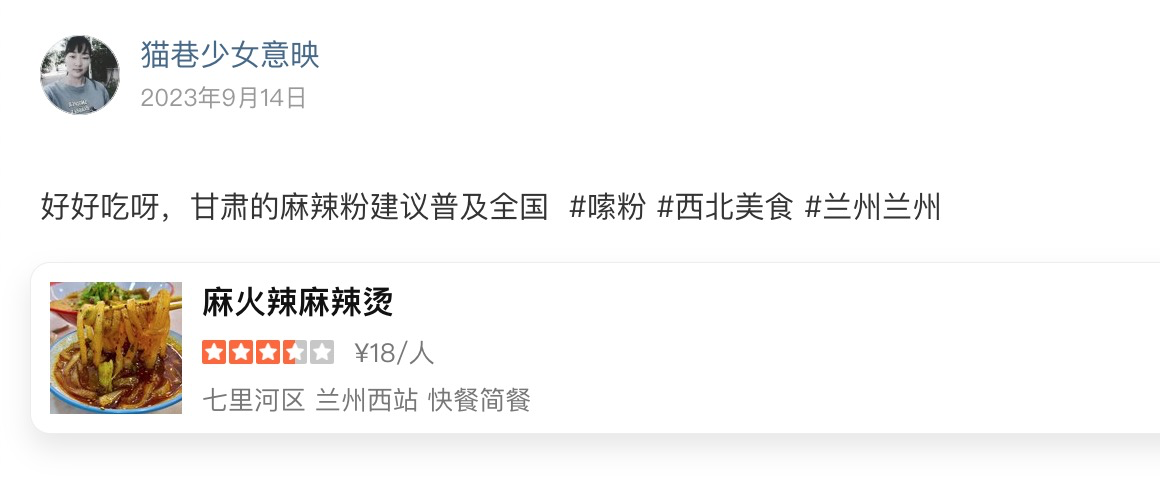 猫巷少女意映
2023年9月14日
好好吃呀，甘肃的麻辣粉建议普及全国 #嗦粉 #西北美食 #兰州兰州
麻火辣麻辣烫
¥18/人
七里河区 兰州西站 快餐简餐